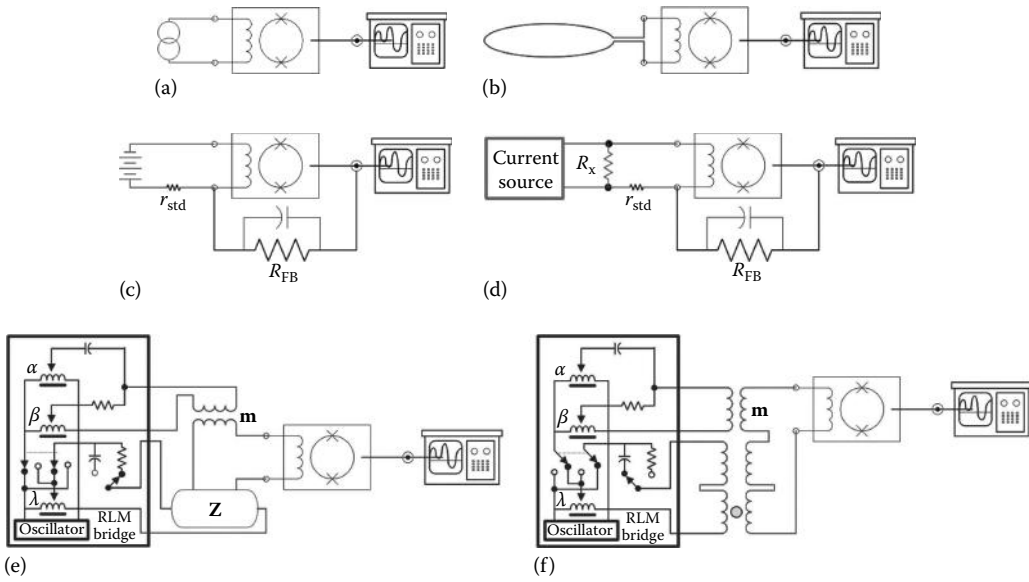 (a)
(b)
r_std
R_FB
(c)
Current source
R_x
r_std
R_FB
(d)
α
β
λ
Oscillator
RLM bridge
m
Z
(e)
α
β
λ
Oscillator
RLM bridge
m
(f)